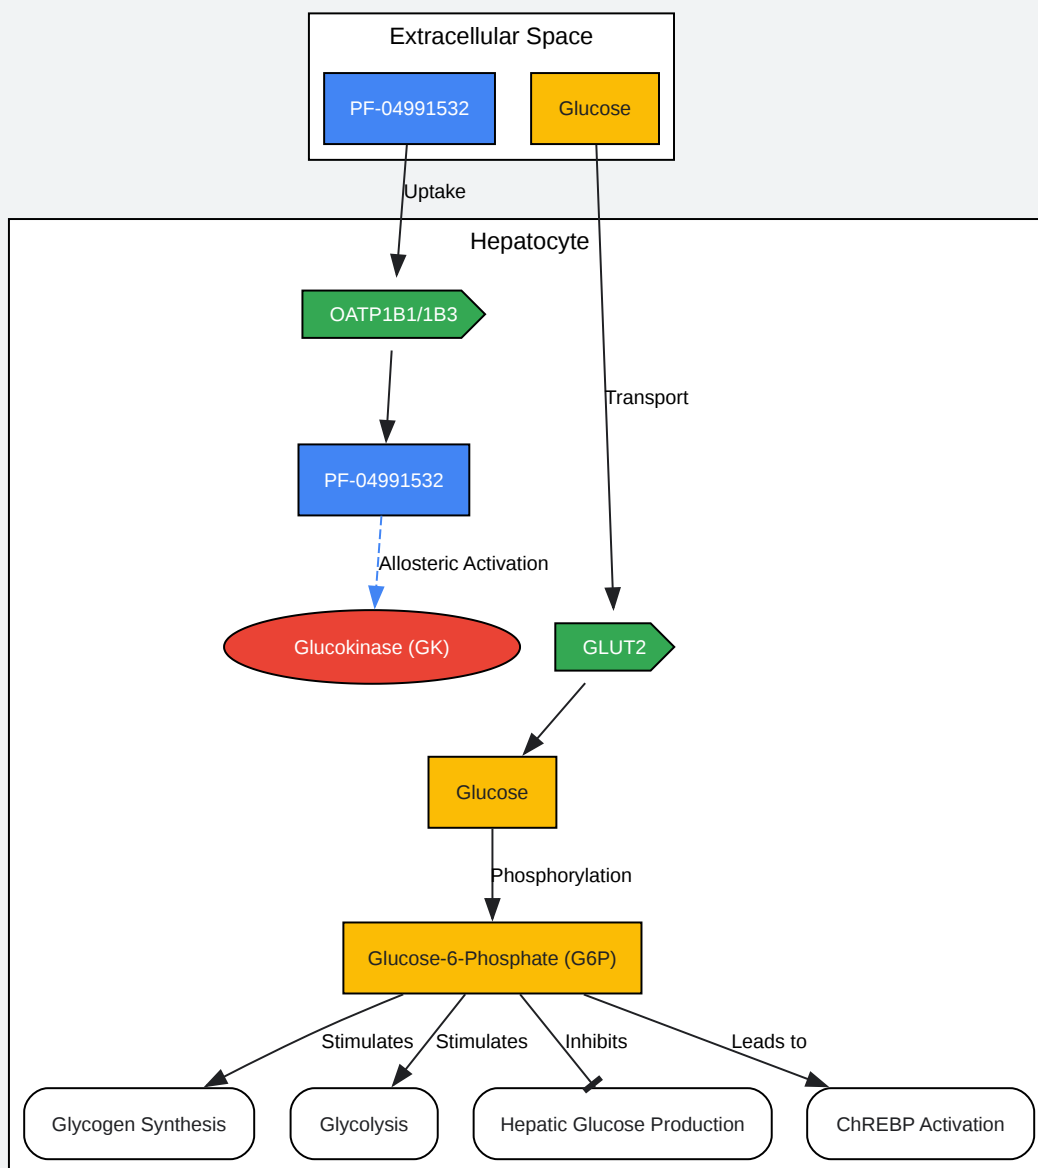 Extracellular Space
PF-04991532
Glucose
Uptake
Hepatocyte
OATP1B1/1B3
Transport
PF-04991532
Allosteric Activation
Glucokinase (GK)
GLUT2
Glucose
Phosphorylation
Glucose-6-Phosphate (G6P)
Stimulates
Stimulates
Inhibits
Leads to
Glycogen Synthesis
Glycolysis
Hepatic Glucose Production
ChREBP Activation